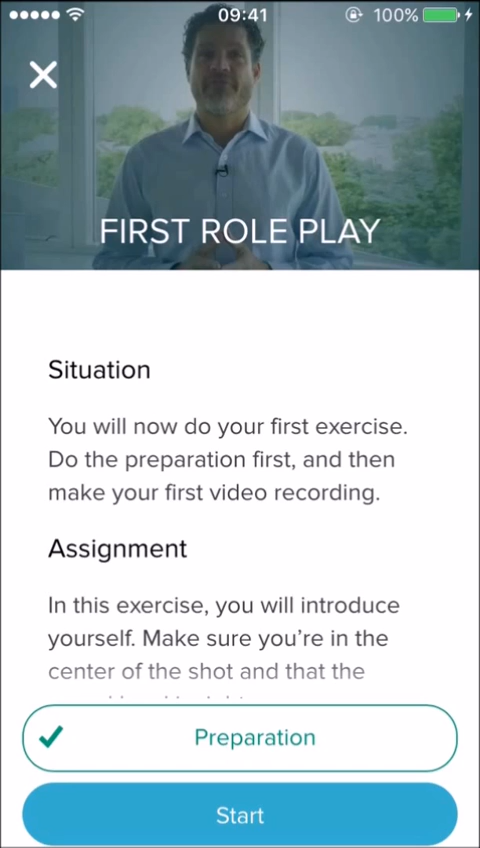 09:41
100%
FIRST ROLE PLAY
Situation
You will now do your first exercise.
Do the preparation first, and then
make your first video recording.
Assignment
In this exercise, you will introduce
yourself. Make sure you’re in the
center of the shot and that the
Preparation
Start